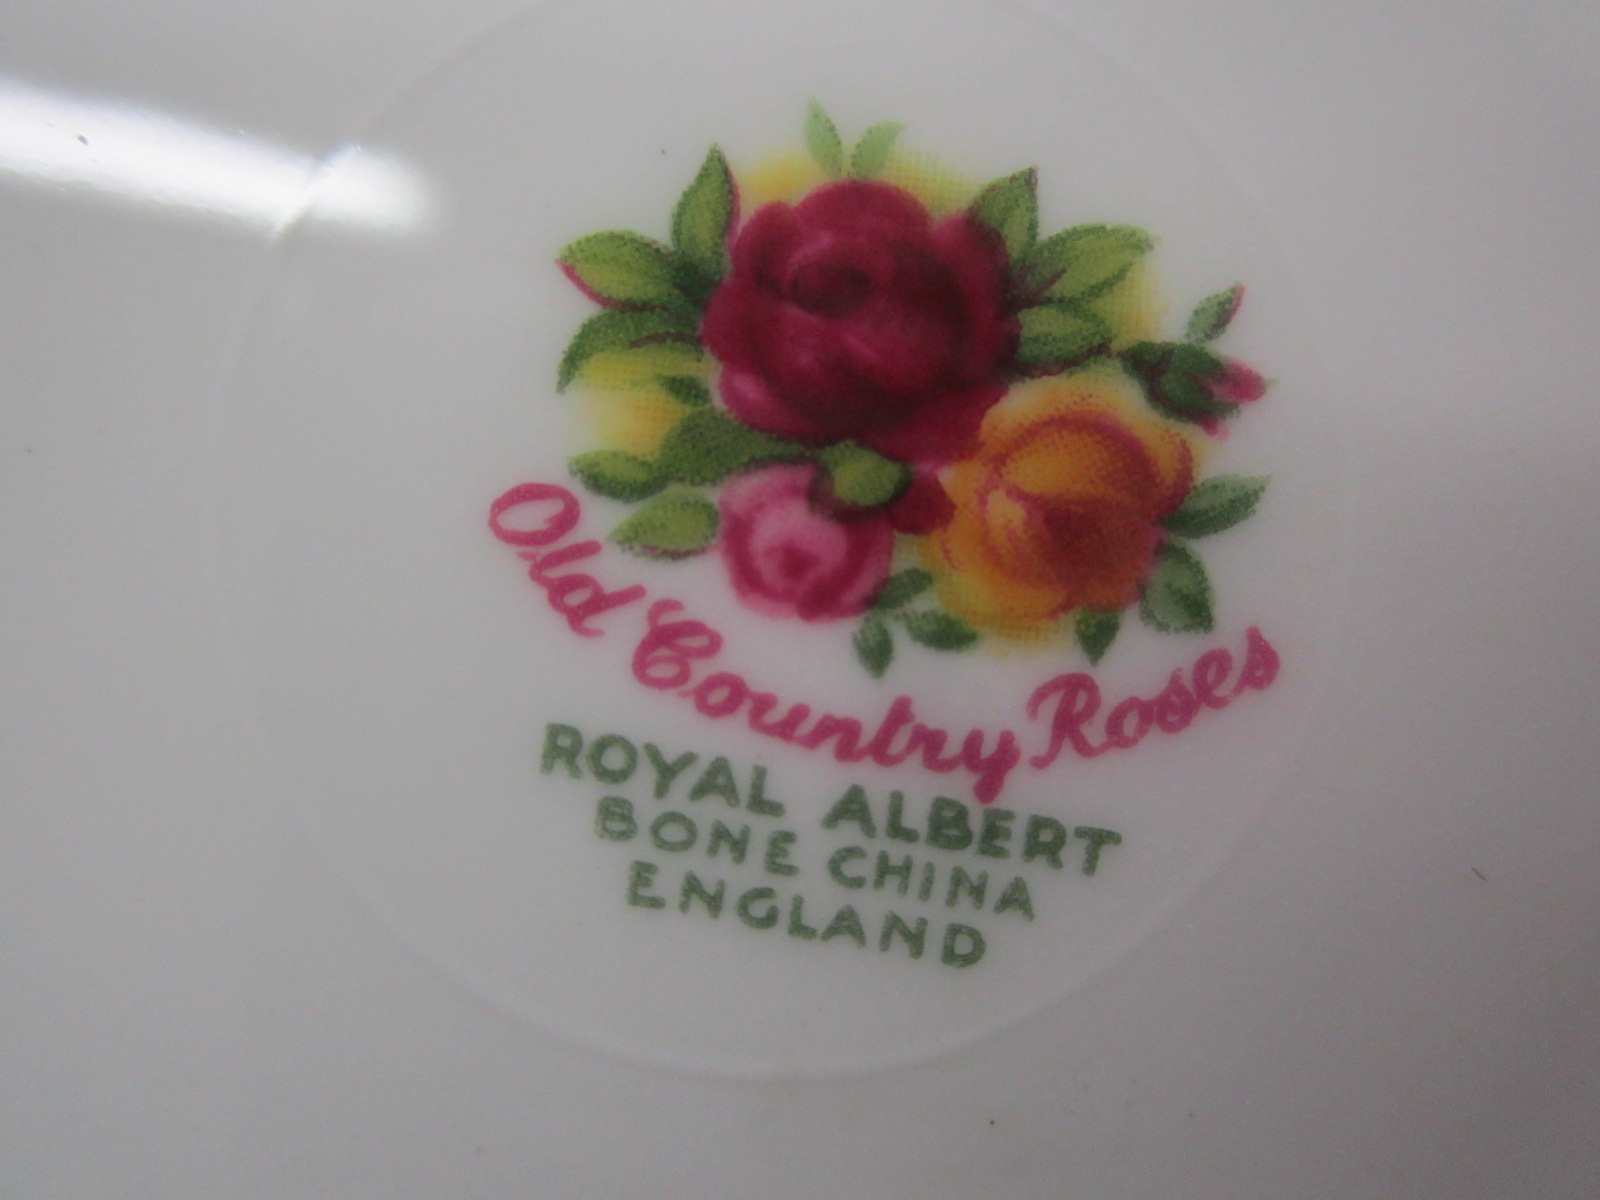 Old Country Roses
ROYAL ALBERT
BONE CHINA
ENGLAND